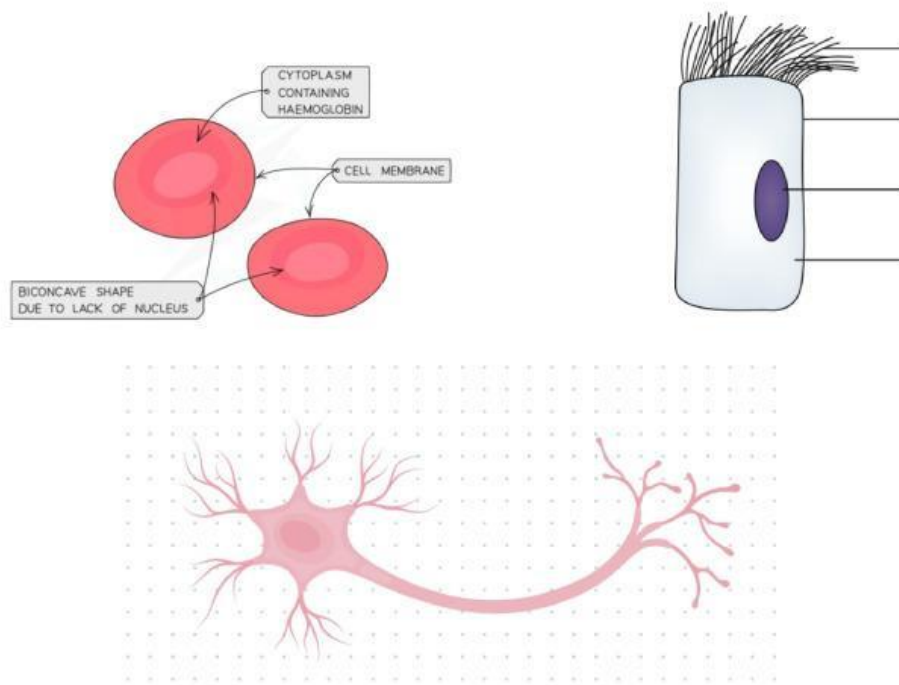 CYTOPLASM
CONTAINING
HAEMOGLOBIN
CELL MEMBRANE
BICONCAVE SHAPE
DUE TO LACK OF NUCLEUS